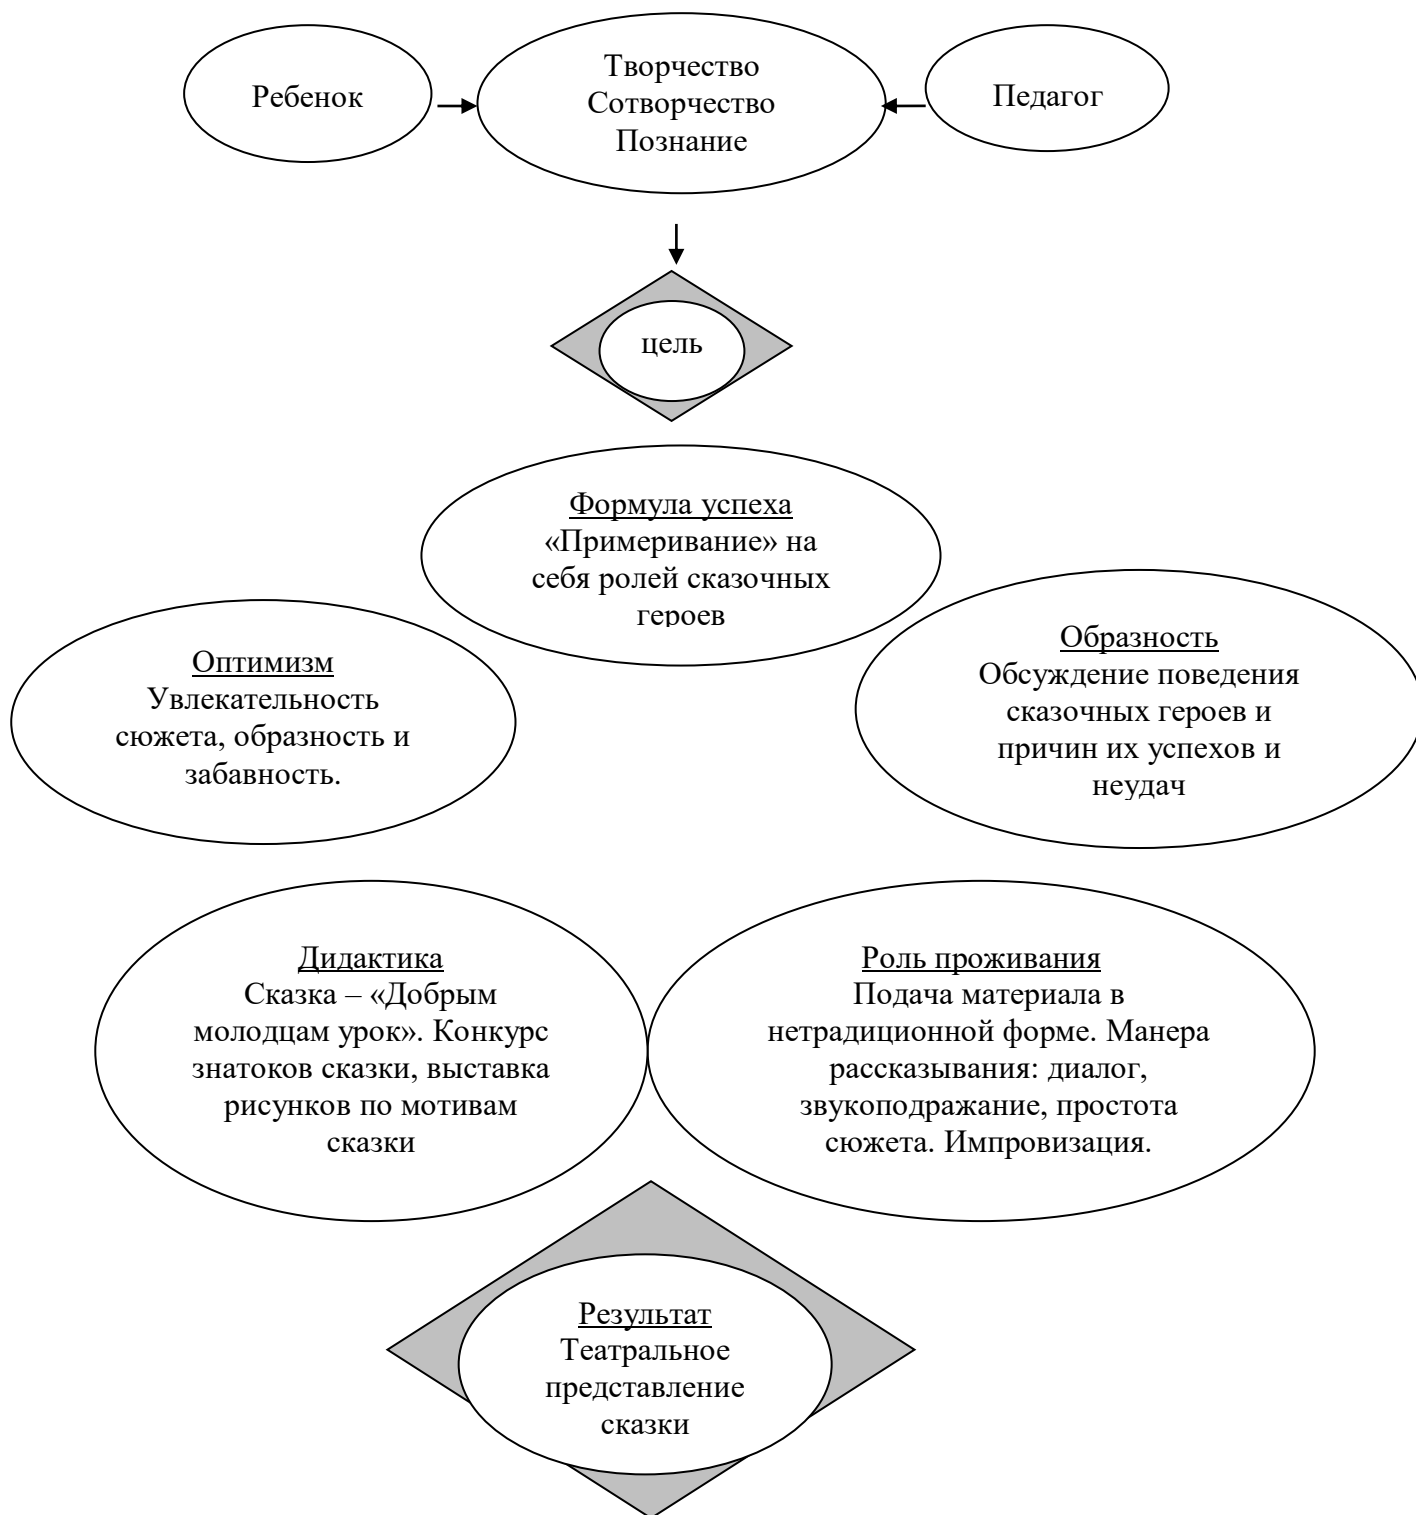 Ребенок
Творчество
Сотворчество
Познание
Педагог
цель
Формула успеха
«Примеривание» на
себя ролей сказочных
героев
Оптимизм
Увлекательность
сюжета, образность и
забавность.
Образность
Обсуждение поведения
сказочных героев и
причин их успехов и
неудач
Дидактика
Сказка – «Добрым
молодцам урок». Конкурс
знатоков сказки, выставка
рисунков по мотивам
сказки
Роль проживания
Подача материала в
нетрадиционной форме. Манера
рассказывания: диалог,
звукоподражание, простота
сюжета. Импровизация.
Результат
Театральное
представление
сказки